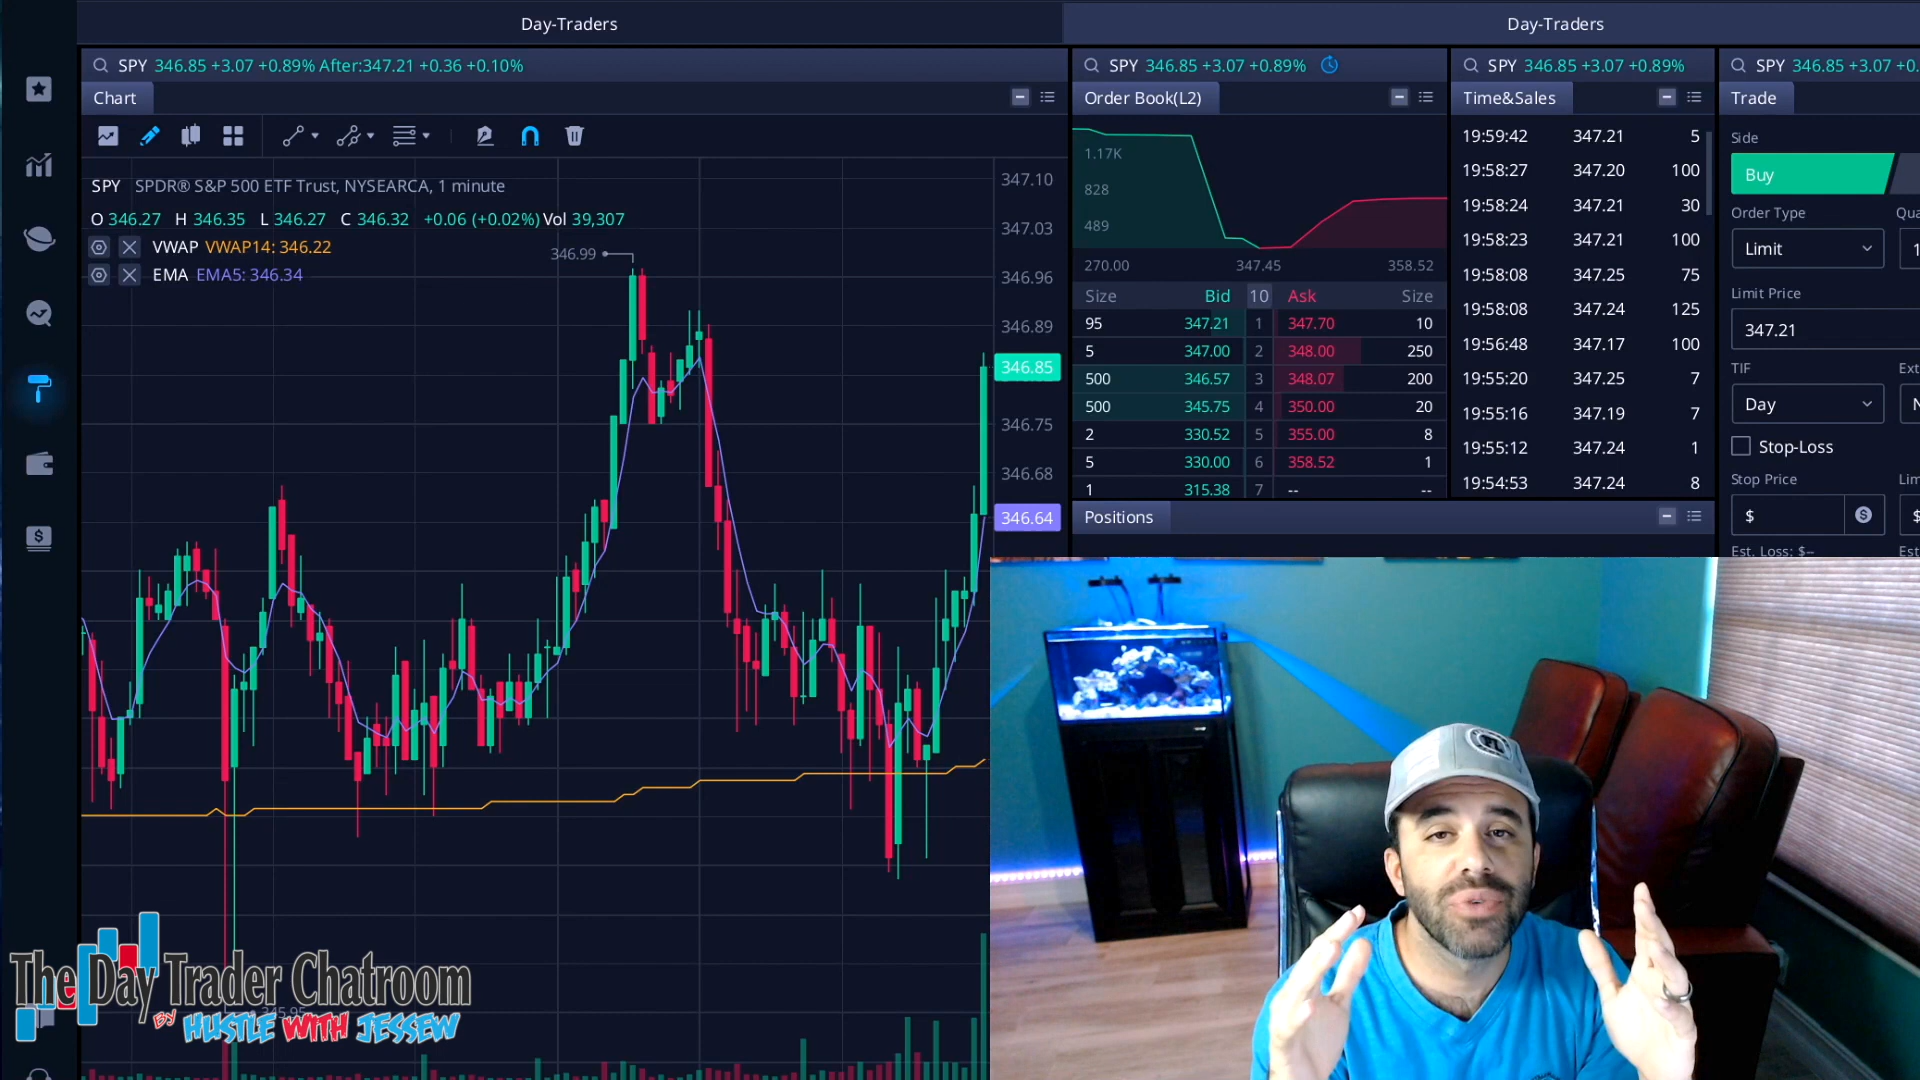 Day-Traders
Day-Traders
SPY 346.85 +3.07 +0.89% After:347.21 +0.36 +0.10%
Chart
SPY SPDR® S&P 500 ETF Trust, NYSEARCA, 1 minute
O 346.27 H 346.35 L 346.27 C 346.32 +0.06 (+0.02%) Vol 39,307
VWAP VWAP14: 346.22
EMA EMA5: 346.34
346.99
347.10
347.03
346.96
346.89
346.85
346.75
346.68
346.64
SPY 346.85 +3.07 +0.89%
Order Book(L2)
1.17K
828
489
270.00 347.45 358.52
Size Bid 10 Ask Size
95 347.21 1 347.70 10
5 347.00 2 348.00 250
500 346.57 3 348.07 200
500 345.75 4 350.00 20
2 330.52 5 355.00 8
5 330.00 6 358.52 1
1 315.38 7 -- --
Positions
SPY 346.85 +3.07 +0.89%
Time&Sales
19:59:42 347.21 5
19:58:27 347.20 100
19:58:24 347.21 30
19:58:23 347.21 100
19:58:08 347.25 75
19:58:08 347.24 125
19:56:48 347.17 100
19:55:20 347.25 7
19:55:16 347.19 7
19:55:12 347.24 1
19:54:53 347.24 8
SPY 346.85 +3.07 +0.
Trade
Side
Buy
Order Type Qua
Limit 1
Limit Price
347.21
TIF Ext
Day N
Stop-Loss
Stop Price Lim
$ $
Est. Loss: $-- Est
The Day Trader Chatroom
BY HUSTLE WITH JESSEW